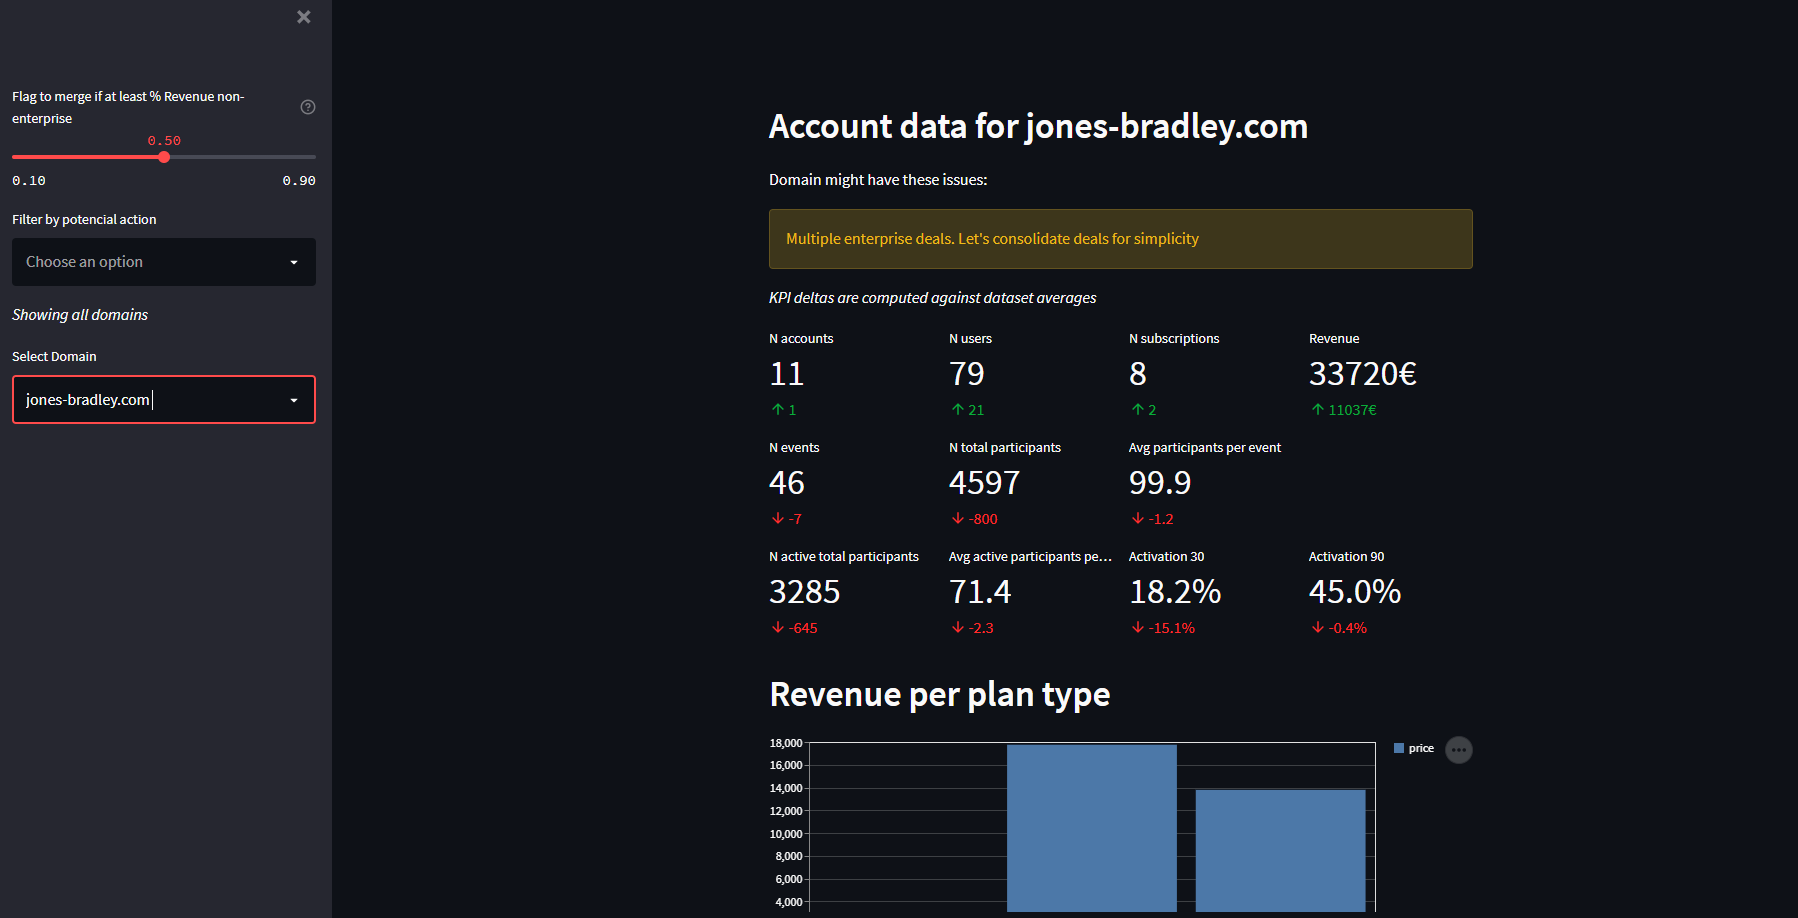 Flag to merge if at least % Revenue non-
enterprise
0.50
0.10 0.90
Filter by potencial action
Choose an option
Showing all domains
Select Domain
jones-bradley.com
Account data for jones-bradley.com
Domain might have these issues:
Multiple enterprise deals. Let's consolidate deals for simplicity
KPI deltas are computed against dataset averages
N accounts N users N subscriptions Revenue
11 79 8 33720€
↑ 1 ↑ 21 ↑ 2 ↑ 11037€
N events N total participants Avg participants per event
46 4597 99.9
↓ -7 ↓ -800 ↓ -1.2
N active total participants Avg active participants pe... Activation 30 Activation 90
3285 71.4 18.2% 45.0%
↓ -645 ↓ -2.3 ↓ -15.1% ↓ -0.4%
Revenue per plan type
18,000
16,000
14,000
12,000
10,000
8,000
6,000
4,000
price